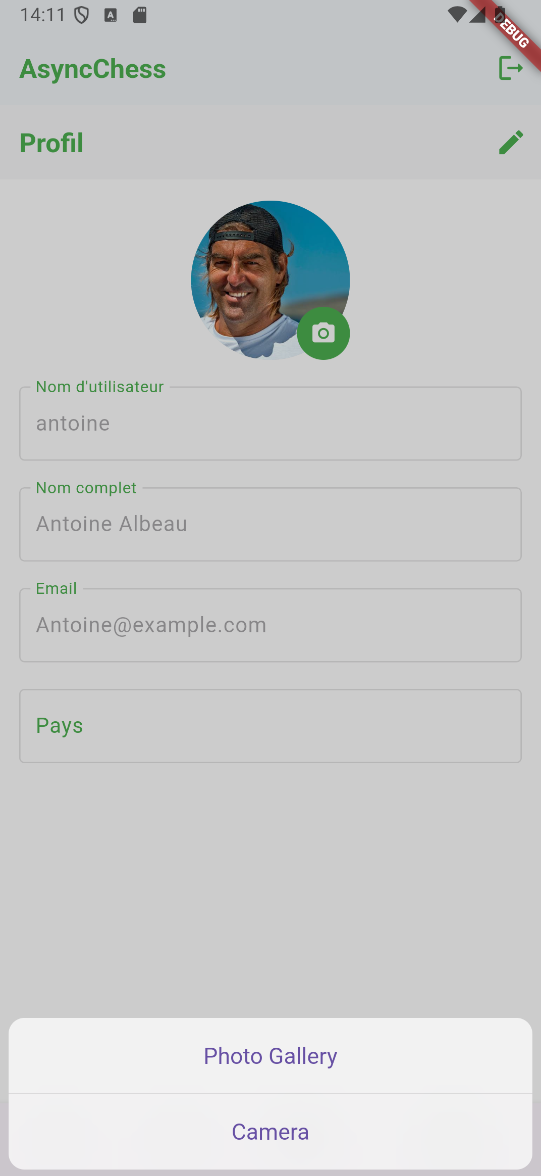 14:11
DEBUG
AsyncChess
Profil
Nom d'utilisateur
antoine
Nom complet
Antoine Albeau
Email
Antoine@example.com
Pays
Photo Gallery
Camera